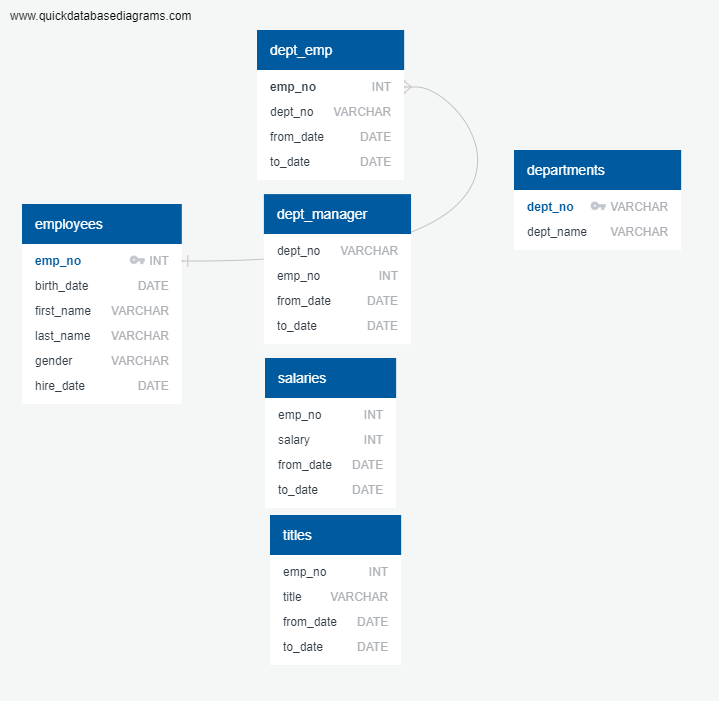 www.quickdatabasediagrams.com
dept_emp
emp_no INT
dept_no VARCHAR
from_date DATE
to_date DATE
departments
dept_no VARCHAR
dept_name VARCHAR
dept_manager
dept_no VARCHAR
emp_no INT
from_date DATE
to_date DATE
employees
emp_no INT
birth_date DATE
first_name VARCHAR
last_name VARCHAR
gender VARCHAR
hire_date DATE
salaries
emp_no INT
salary INT
from_date DATE
to_date DATE
titles
emp_no INT
title VARCHAR
from_date DATE
to_date DATE